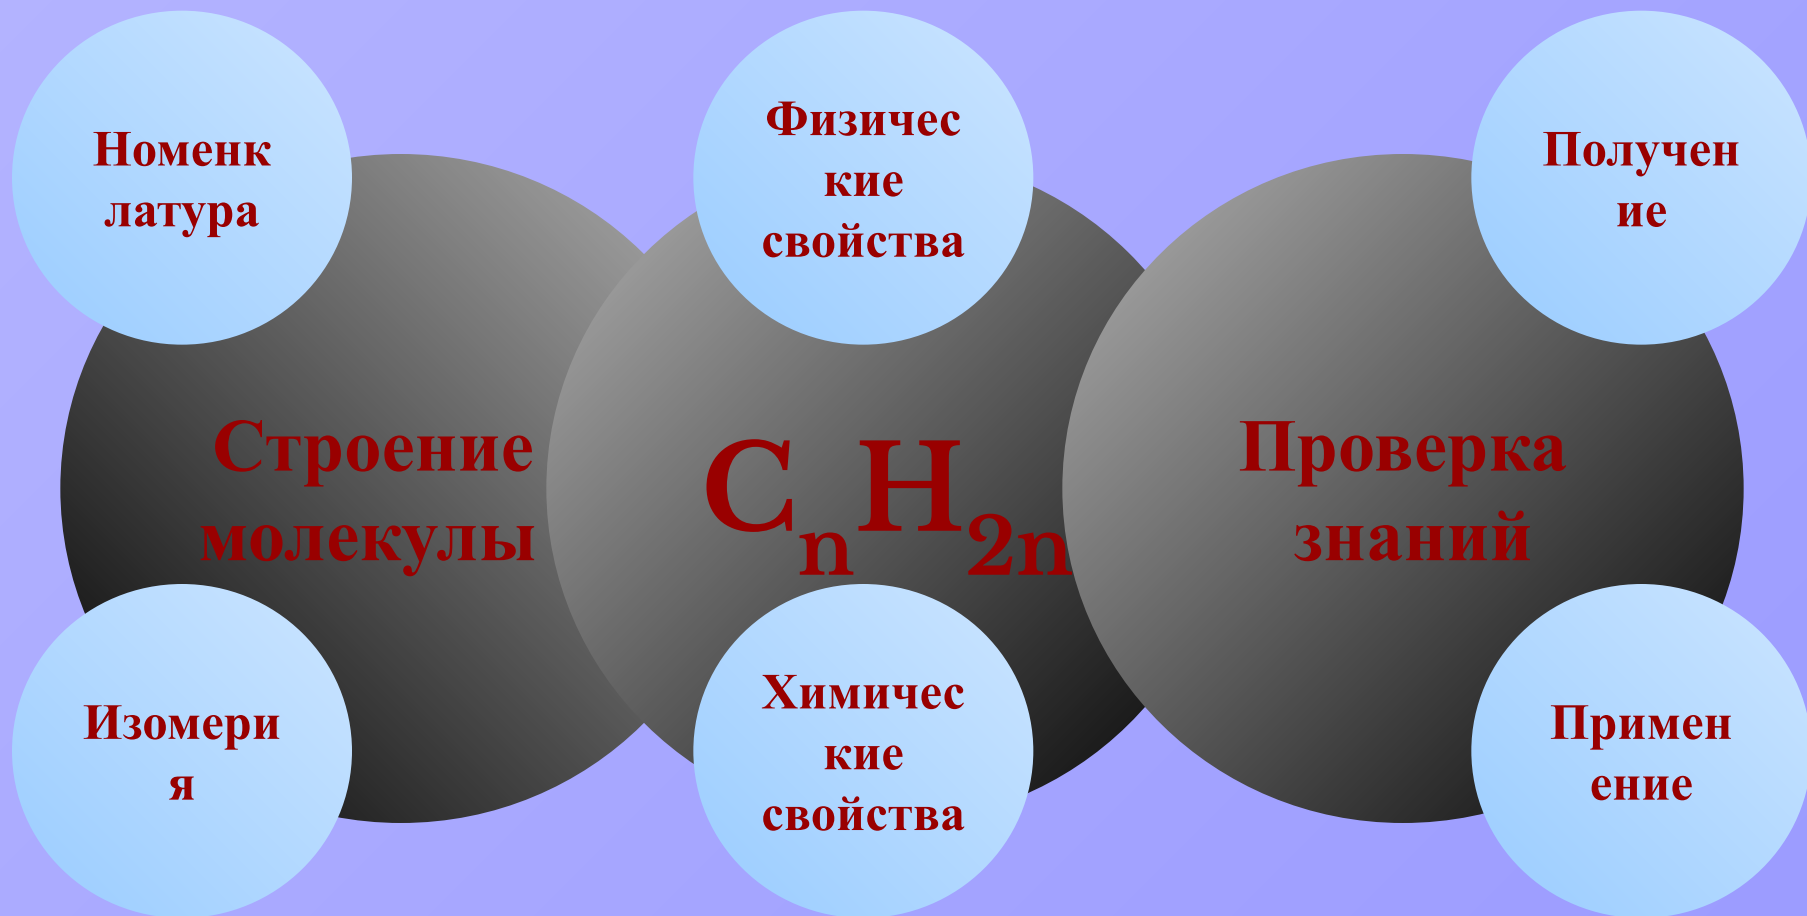 Номенк
латура
Физичес
кие
свойства
Получен
ие
Строение
молекулы
CnH2n
Проверка
знаний
Изомери
я
Химичес
кие
свойства
Примен
ение